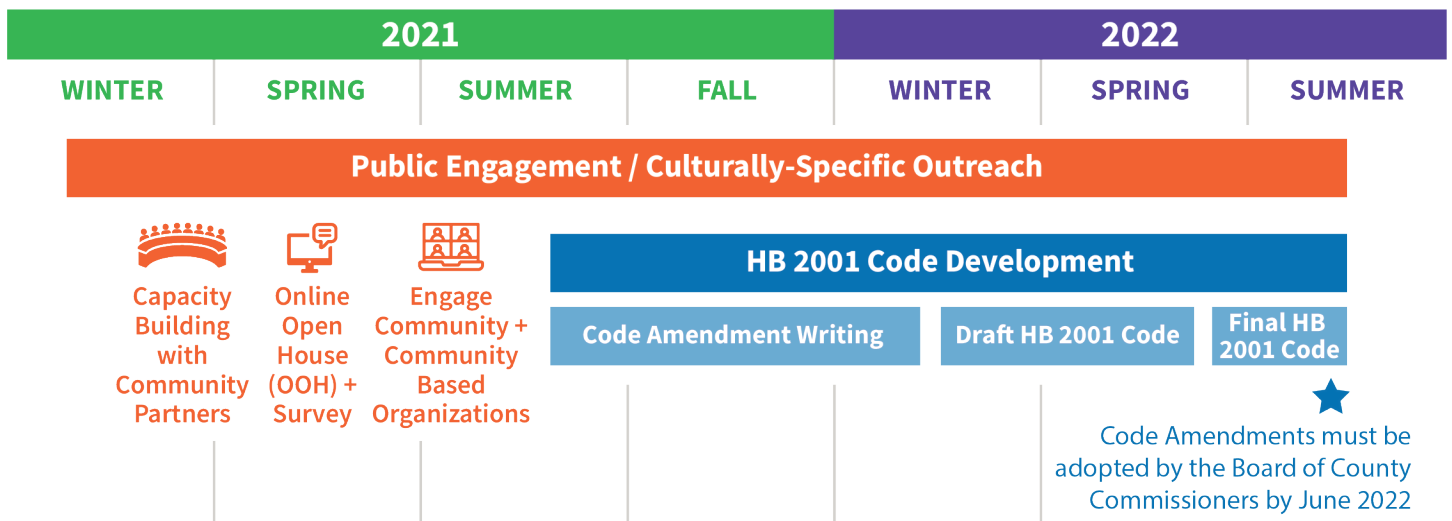 2021
2022
WINTER
SPRING
SUMMER
FALL
WINTER
SPRING
SUMMER
Public Engagement / Culturally-Specific Outreach
Capacity
Building
with
Community
Partners
Online
Open
House
(OOH) +
Survey
Engage
Community +
Community
Based
Organizations
HB 2001 Code Development
Code Amendment Writing
Draft HB 2001 Code
Final HB
2001 Code
Code Amendments must be
adopted by the Board of County
Commissioners by June 2022